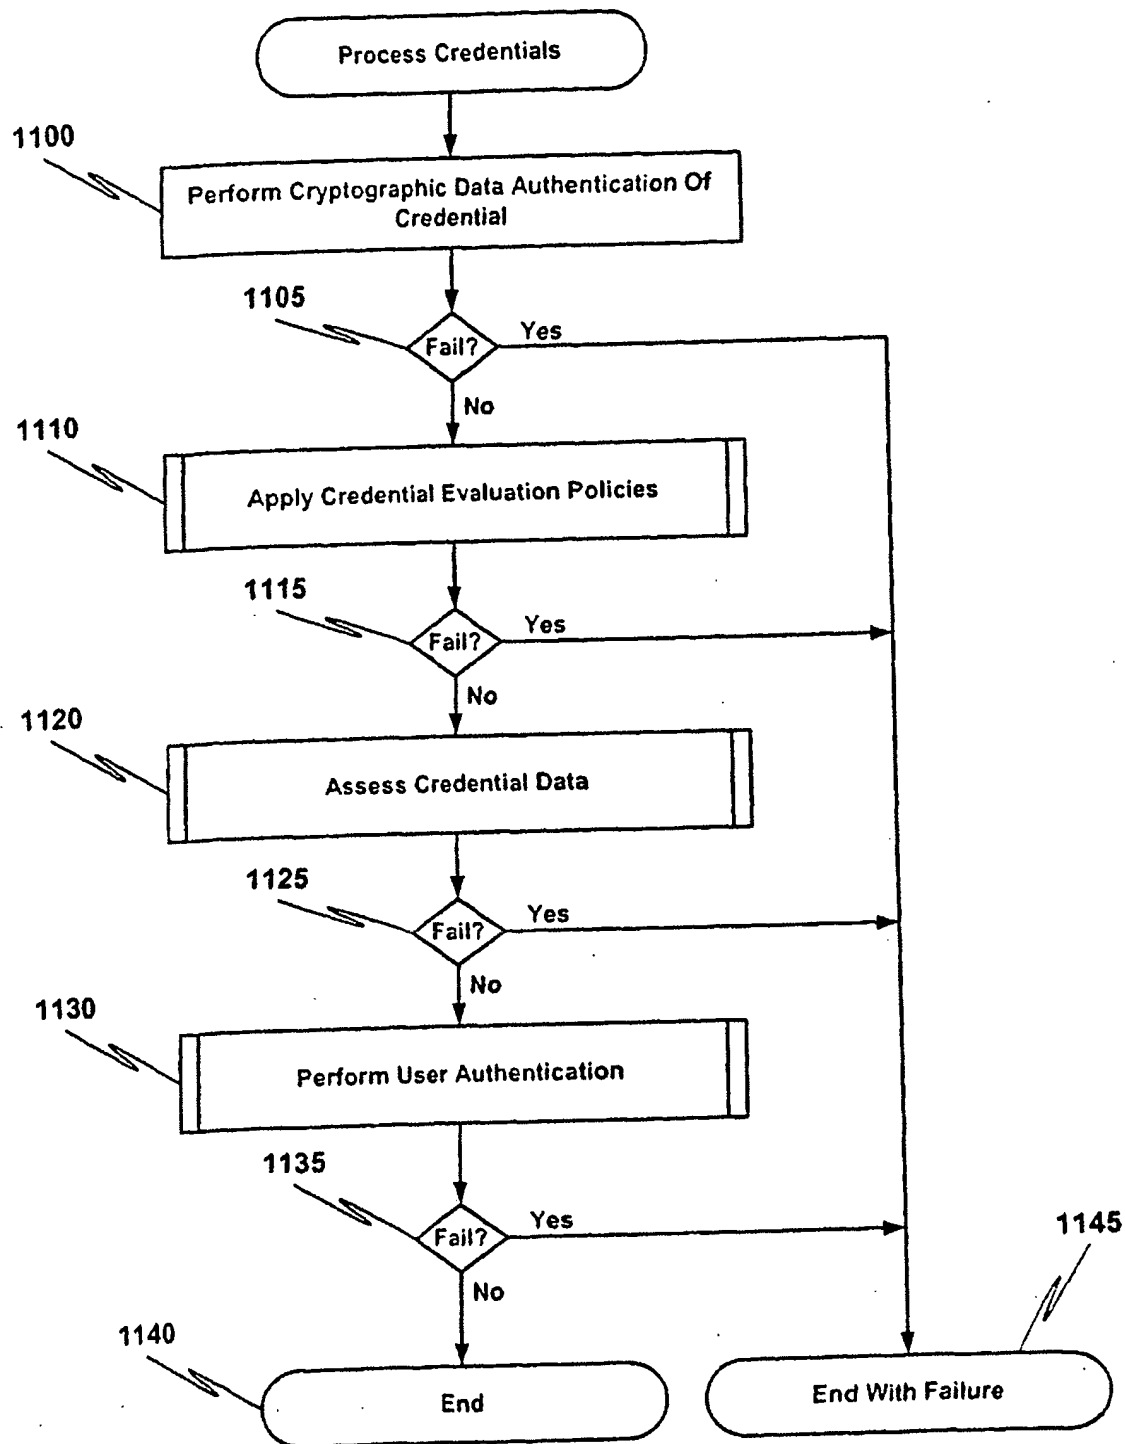 Process Credentials
1100
Perform Cryptographic Data Authentication Of
Credential
1105
Fail?
Yes
No
1110
Apply Credential Evaluation Policies
1115
Fail?
Yes
No
1120
Assess Credential Data
1125
Fail?
Yes
No
1130
Perform User Authentication
1135
Fail?
Yes
No
1145
1140
End
End With Failure